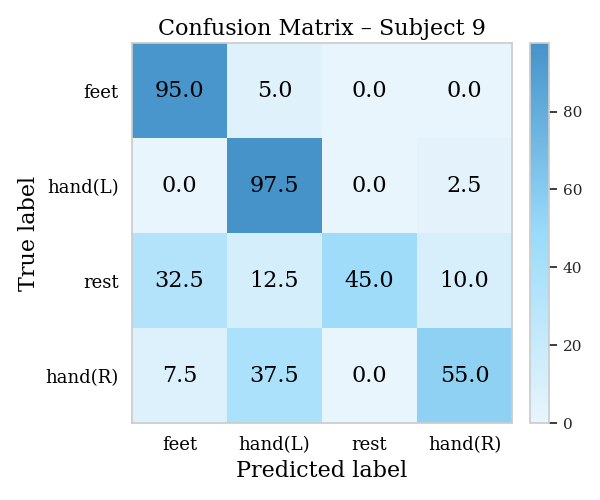 Confusion Matrix – Subject 9
feet 95.0 5.0 0.0 0.0
hand(L) 0.0 97.5 0.0 2.5
rest 32.5 12.5 45.0 10.0
hand(R) 7.5 37.5 0.0 55.0
feet hand(L) rest hand(R)
Predicted label
True label
80
60
40
20
0